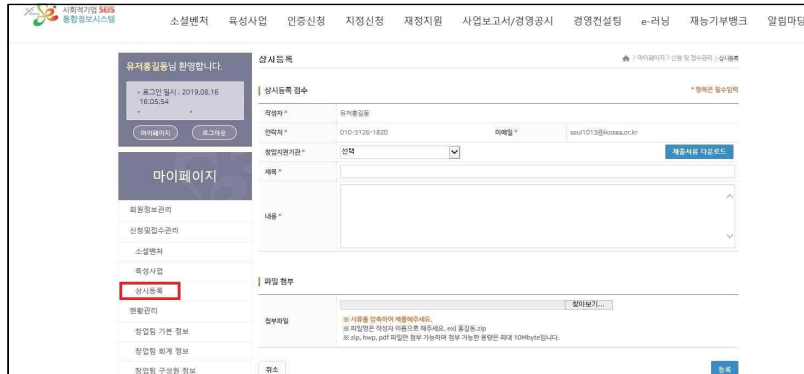 사회적기업 SEIS
통합정보시스템
소셜벤처 육성사업 인증신청 지정신청 재정지원 사업보고서/경영공시 경영컨설팅 e-러닝 재능기부뱅크 알림마당
유저홍길동님 환영합니다.
• 로그인 일시 : 2019.08.16
16:05:54
마이페이지 로그아웃
마이페이지
회원정보관리
신청및접수관리
소셜벤처
육성사업
상시등록
현황관리
창업팀 기본 정보
창업팀 회계 정보
창업팀 구성원 정보
상시등록
> 마이페이지 > 신청 및 접수관리 > 상시등록
상시등록 접수 * 항목은 필수입력
작성자 * 유저홍길동
연락처 * 010-3126-1820 이메일 * seul1013@ikosea.or.kr
창업지원기관 * 선택 제출서류 다운로드
제목 *
내용 *
파일 첨부
찾아보기...
첨부파일
※ 서류를 압축하여 제출해주세요.
※ 파일명은 작성자 이름으로 해주세요. ex) 홍길동.zip
※ zip, hwp, pdf 파일만 첨부 가능하며 첨부 가능한 용량은 최대 10Mbyte입니다.
취소 등록